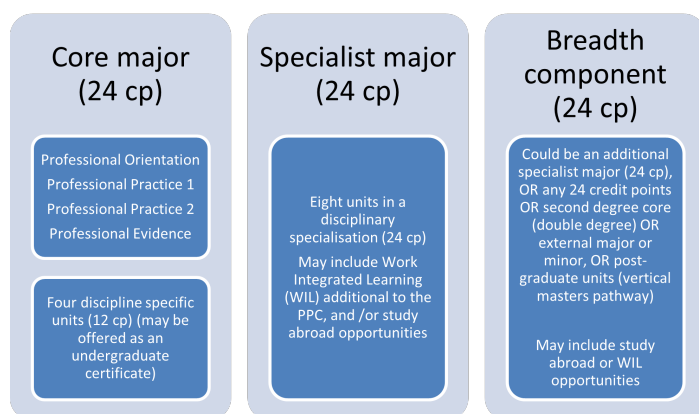 Core major
(24 cp)
Professional Orientation
Professional Practice 1
Professional Practice 2
Professional Evidence
Four discipline specific
units (12 cp) (may be
offered as an
undergraduate
certificate)
Specialist major
(24 cp)
Eight units in a
disciplinary
specialisation (24 cp)
May include Work
Integrated Learning
(WIL) additional to the
PPC, and /or study
abroad opportunities
Breadth
component
(24 cp)
Could be an additional
specialist major (24 cp),
OR any 24 credit points
OR second degree core
(double degree) OR
external major or
minor, OR post-
graduate units (vertical
masters pathway)
May include study
abroad or WIL
opportunities